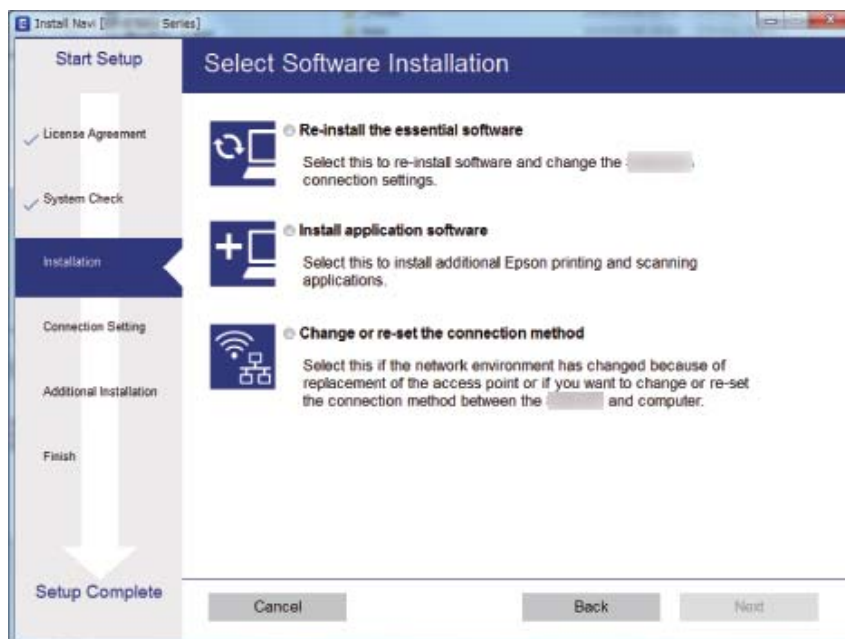 Install Navi [ Series]
Start Setup
License Agreement
System Check
Installation
Connection Setting
Additional Installation
Finish
Setup Complete
Select Software Installation
Re-install the essential software
Select this to re-install software and change the
connection settings.
Install application software
Select this to install additional Epson printing and scanning
applications.
Change or re-set the connection method
Select this if the network environment has changed because of
replacement of the access point or if you want to change or re-set
the connection method between the and computer.
Cancel
Back
Next